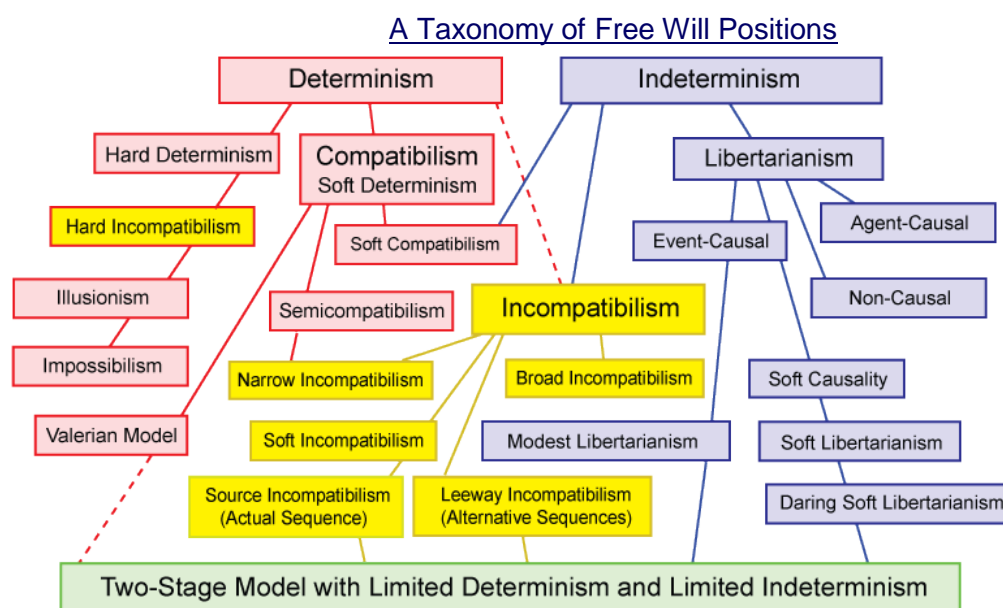 A Taxonomy of Free Will Positions
Determinism
Indeterminism
Hard Determinism
Compatibilism
Soft Determinism
Libertarianism
Hard Incompatibilism
Soft Compatibilism
Event-Causal
Agent-Causal
Illusionism
Semicompatibilism
Incompatibilism
Non-Causal
Impossibilism
Narrow Incompatibilism
Broad Incompatibilism
Soft Causality
Valerian Model
Soft Incompatibilism
Modest Libertarianism
Soft Libertarianism
Source Incompatibilism
(Actual Sequence)
Leeway Incompatibilism
(Alternative Sequences)
Daring Soft Libertarianism
Two-Stage Model with Limited Determinism and Limited Indeterminism